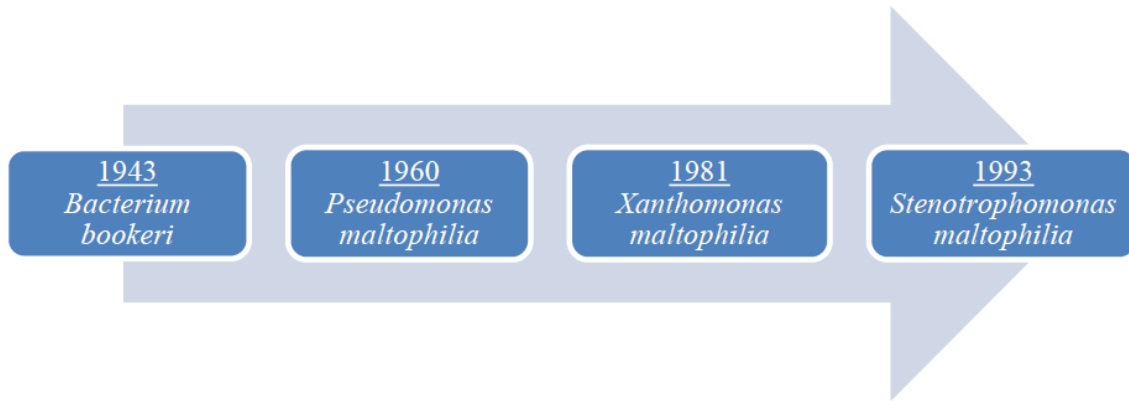 1943
Bacterium
bookeri
1960
Pseudomonas
maltophilia
1981
Xanthomonas
maltophilia
1993
Stenotrophomonas
maltophilia